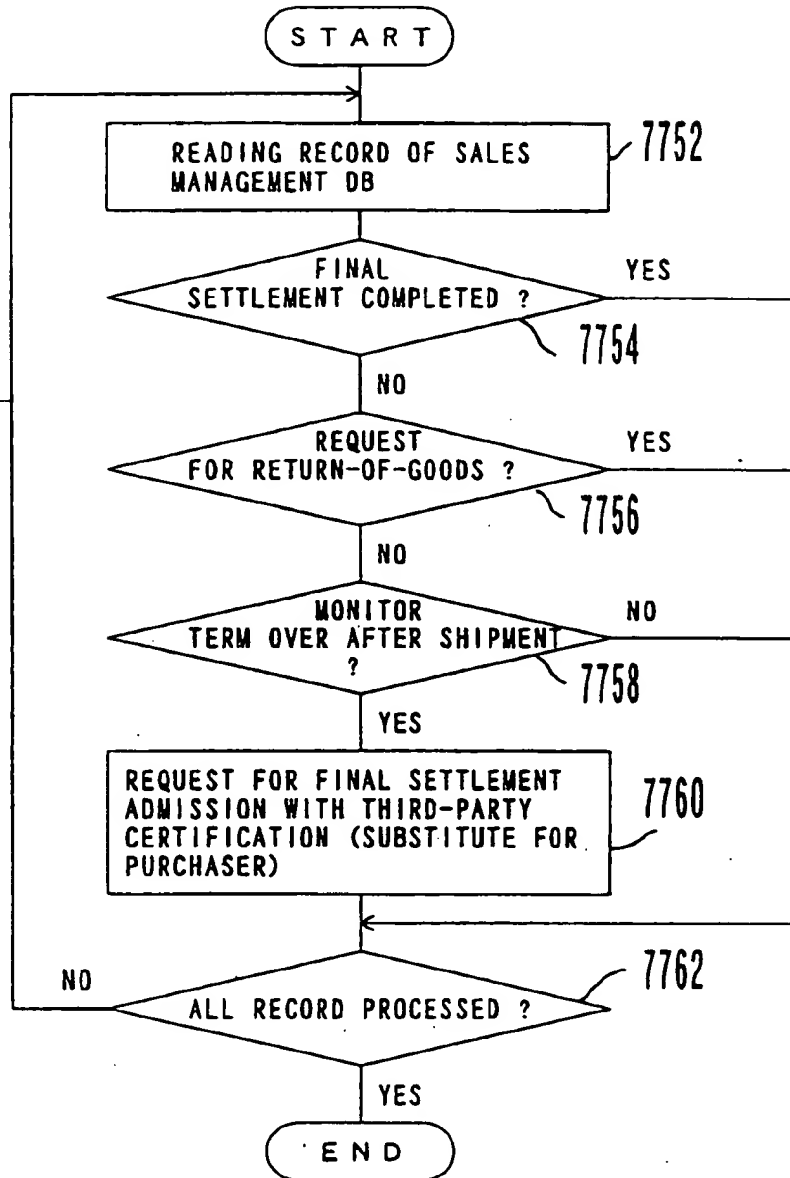 START
READING RECORD OF SALES
MANAGEMENT DB
7752
FINAL
SETTLEMENT COMPLETED ?
YES
7754
NO
REQUEST
FOR RETURN-OF-GOODS ?
YES
7756
NO
MONITOR
TERM OVER AFTER SHIPMENT
?
NO
7758
YES
REQUEST FOR FINAL SETTLEMENT
ADMISSION WITH THIRD-PARTY
CERTIFICATION (SUBSTITUTE FOR
PURCHASER)
7760
NO
ALL RECORD PROCESSED ?
7762
YES
END